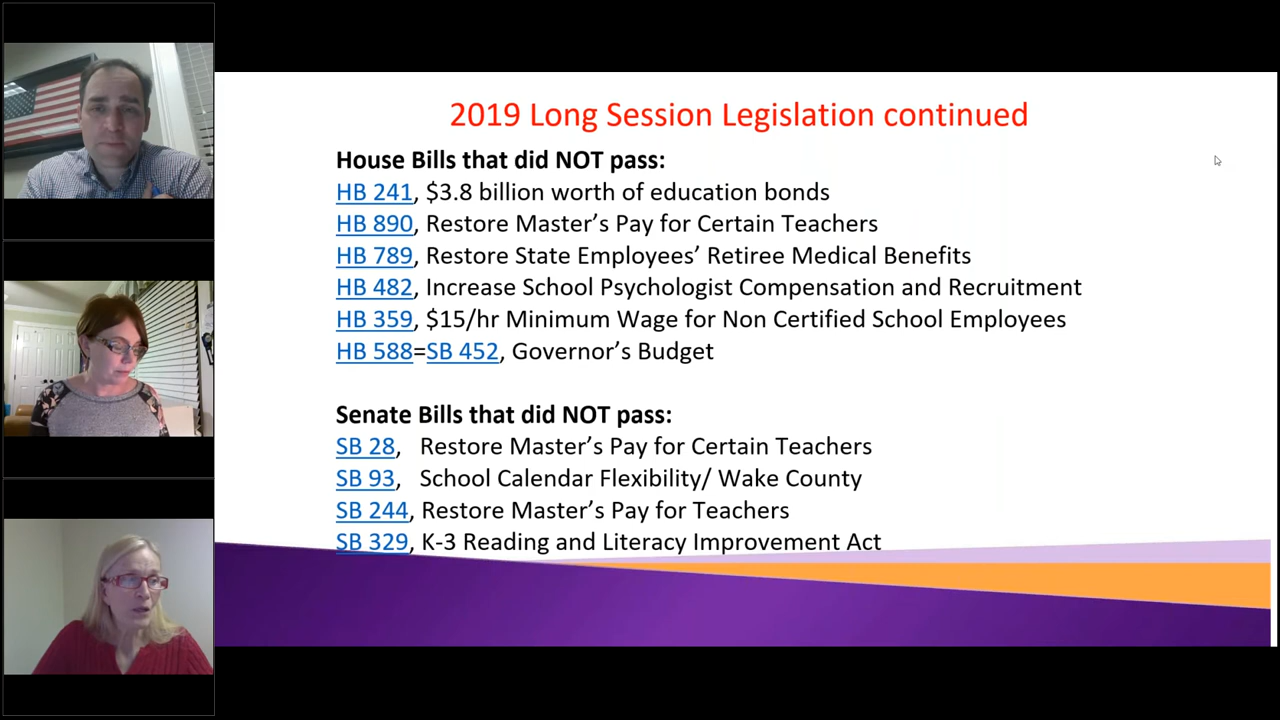 2019 Long Session Legislation continued
House Bills that did NOT pass:
HB 241, $3.8 billion worth of education bonds
HB 890, Restore Master’s Pay for Certain Teachers
HB 789, Restore State Employees’ Retiree Medical Benefits
HB 482, Increase School Psychologist Compensation and Recruitment
HB 359, $15/hr Minimum Wage for Non Certified School Employees
HB 588=SB 452, Governor’s Budget
Senate Bills that did NOT pass:
SB 28, Restore Master’s Pay for Certain Teachers
SB 93, School Calendar Flexibility/ Wake County
SB 244, Restore Master’s Pay for Teachers
SB 329, K-3 Reading and Literacy Improvement Act